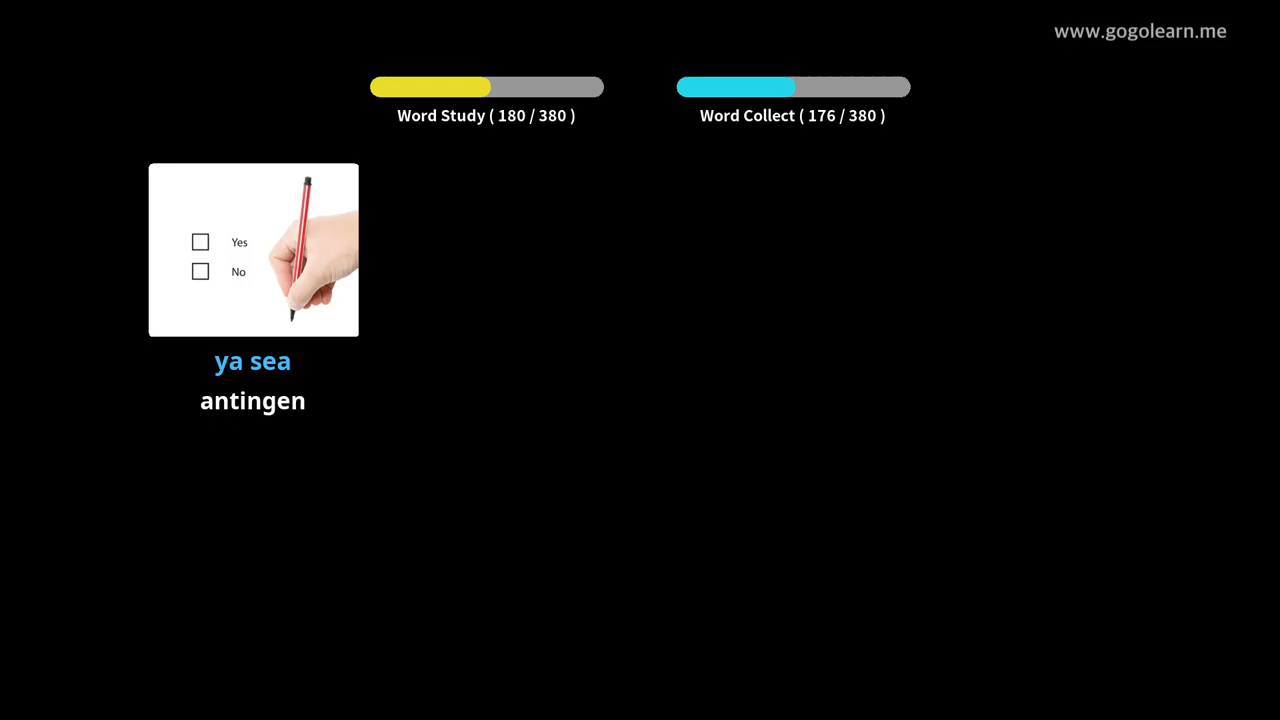 www.gogolearn.me
Word Study ( 180 / 380 )
Word Collect ( 176 / 380 )
Yes
No
ya sea
antingen